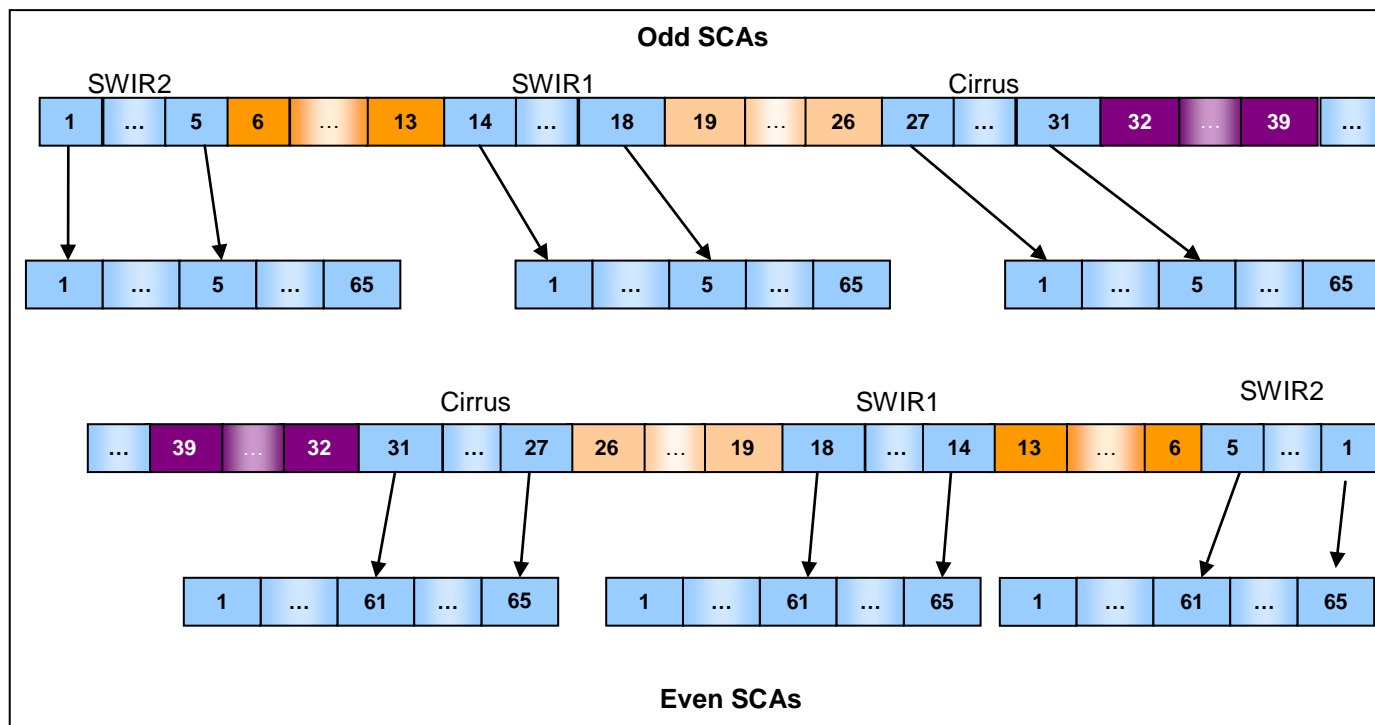 Odd SCAs
SWIR2 SWIR1 Cirrus
1 ... 5 6 ... 13 14 ... 18 19 ... 26 27 ... 31 32 ... 39 ...
1 ... 5 ... 65 1 ... 5 ... 65 1 ... 5 ... 65
Cirrus SWIR1 SWIR2
... 39 ... 32 31 ... 27 26 ... 19 18 ... 14 13 ... 6 5 ... 1
1 ... 61 ... 65 1 ... 61 ... 65 1 ... 61 ... 65
Even SCAs